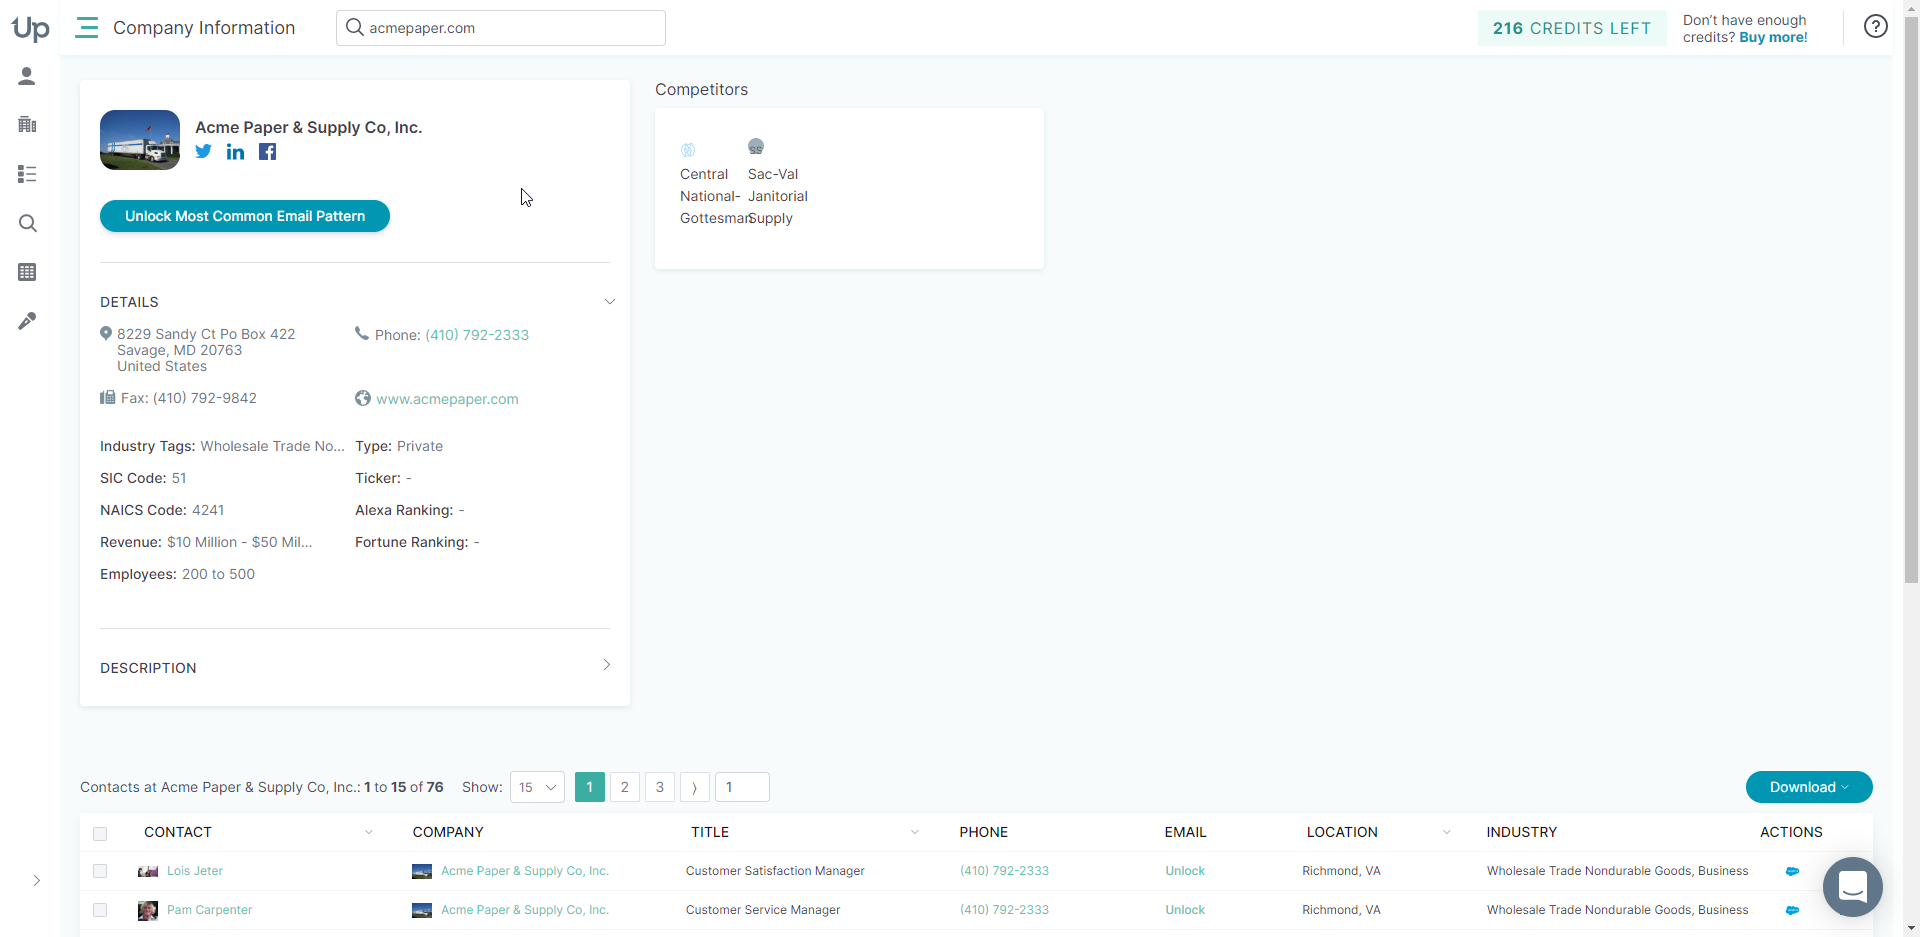 Up
Company Information
acmepaper.com
216 CREDITS LEFT
Don't have enough
credits? Buy more!
Acme Paper & Supply Co, Inc.
Unlock Most Common Email Pattern
DETAILS
8229 Sandy Ct Po Box 422
Savage, MD 20763
United States
Phone: (410) 792-2333
Fax: (410) 792-9842
www.acmepaper.com
Industry Tags: Wholesale Trade No...
Type: Private
SIC Code: 51
Ticker: -
NAICS Code: 4241
Alexa Ranking: -
Revenue: $10 Million - $50 Mil...
Fortune Ranking: -
Employees: 200 to 500
DESCRIPTION
Competitors
Central
National-
Gottesman
SS
Sac-Val
Janitorial
Supply
Contacts at Acme Paper & Supply Co, Inc.: 1 to 15 of 76 Show: 15 1 2 3 ⟩ 1
Download
CONTACT COMPANY TITLE PHONE EMAIL LOCATION INDUSTRY ACTIONS
Lois Jeter Acme Paper & Supply Co, Inc. Customer Satisfaction Manager (410) 792-2333 Unlock Richmond, VA Wholesale Trade Nondurable Goods, Business
Pam Carpenter Acme Paper & Supply Co, Inc. Customer Service Manager (410) 792-2333 Unlock Richmond, VA Wholesale Trade Nondurable Goods, Business